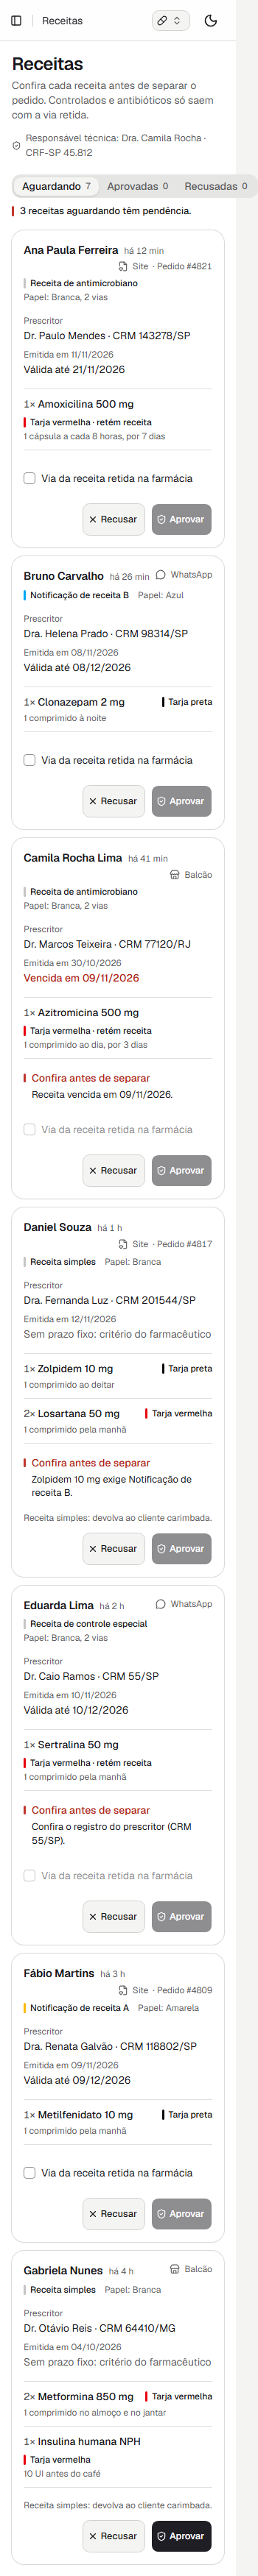 Receitas
Receitas
Confira cada receita antes de separar o
pedido. Controlados e antibióticos só saem
com a via retida.
Responsável técnica: Dra. Camila Rocha ·
CRF-SP 45.812
Aguardando 7 Aprovadas 0 Recusadas 0
3 receitas aguardando têm pendência.
Ana Paula Ferreira há 12 min
Site · Pedido #4821
Receita de antimicrobiano
Papel: Branca, 2 vias
Prescritor
Dr. Paulo Mendes · CRM 143278/SP
Emitida em 11/11/2026
Válida até 21/11/2026
1× Amoxicilina 500 mg
Tarja vermelha · retém receita
1 cápsula a cada 8 horas, por 7 dias
Via da receita retida na farmácia
Recusar Aprovar
Bruno Carvalho há 26 min WhatsApp
Notificação de receita B Papel: Azul
Prescritor
Dra. Helena Prado · CRM 98314/SP
Emitida em 08/11/2026
Válida até 08/12/2026
1× Clonazepam 2 mg Tarja preta
1 comprimido à noite
Via da receita retida na farmácia
Recusar Aprovar
Camila Rocha Lima há 41 min
Balcão
Receita de antimicrobiano
Papel: Branca, 2 vias
Prescritor
Dr. Marcos Teixeira · CRM 77120/RJ
Emitida em 30/10/2026
Vencida em 09/11/2026
1× Azitromicina 500 mg
Tarja vermelha · retém receita
1 comprimido ao dia, por 3 dias
Confira antes de separar
Receita vencida em 09/11/2026.
Via da receita retida na farmácia
Recusar Aprovar
Daniel Souza há 1 h
Site · Pedido #4817
Receita simples Papel: Branca
Prescritor
Dra. Fernanda Luz · CRM 201544/SP
Emitida em 12/11/2026
Sem prazo fixo: critério do farmacêutico
1× Zolpidem 10 mg Tarja preta
1 comprimido ao deitar
2× Losartana 50 mg Tarja vermelha
1 comprimido pela manhã
Confira antes de separar
Zolpidem 10 mg exige Notificação de
receita B.
Receita simples: devolva ao cliente carimbada.
Recusar Aprovar
Eduarda Lima há 2 h WhatsApp
Receita de controle especial
Papel: Branca, 2 vias
Prescritor
Dr. Caio Ramos · CRM 55/SP
Emitida em 10/11/2026
Válida até 10/12/2026
1× Sertralina 50 mg
Tarja vermelha · retém receita
1 comprimido pela manhã
Confira antes de separar
Confira o registro do prescritor (CRM
55/SP).
Via da receita retida na farmácia
Recusar Aprovar
Fábio Martins há 3 h
Site · Pedido #4809
Notificação de receita A Papel: Amarela
Prescritor
Dra. Renata Galvão · CRM 118802/SP
Emitida em 09/11/2026
Válida até 09/12/2026
1× Metilfenidato 10 mg Tarja preta
1 comprimido pela manhã
Via da receita retida na farmácia
Recusar Aprovar
Gabriela Nunes há 4 h Balcão
Receita simples Papel: Branca
Prescritor
Dr. Otávio Reis · CRM 64410/MG
Emitida em 04/10/2026
Sem prazo fixo: critério do farmacêutico
2× Metformina 850 mg Tarja vermelha
1 comprimido no almoço e no jantar
1× Insulina humana NPH
Tarja vermelha
10 UI antes do café
Receita simples: devolva ao cliente carimbada.
Recusar Aprovar